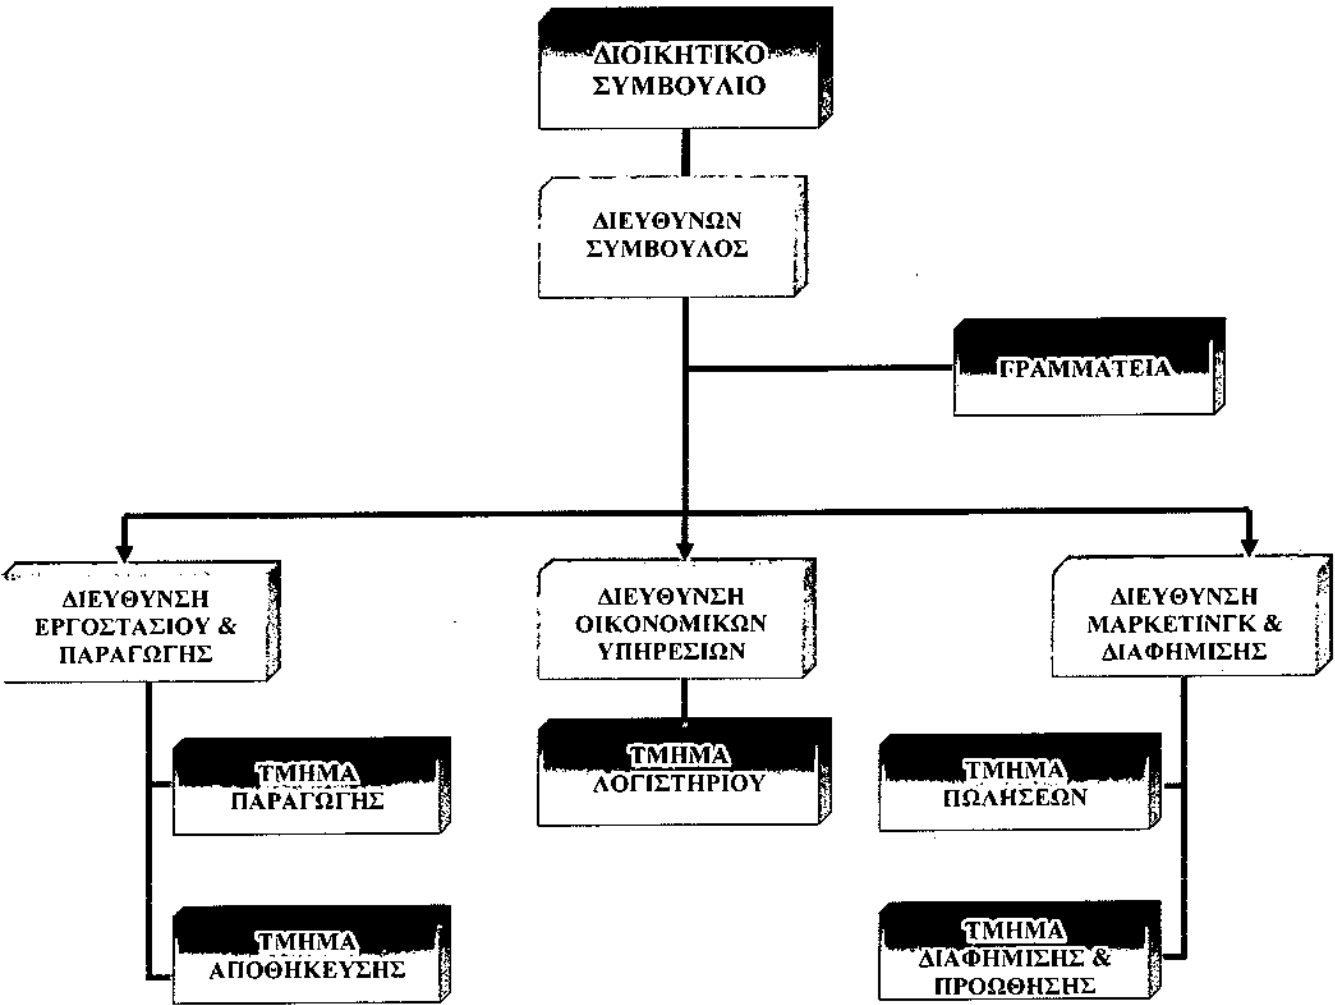 ΔΙΟΙΚΗΤΙΚΟ
ΣΥΜΒΟΥΛΙΟ
ΔΙΕΥΘΥΝΩΝ
ΣΥΜΒΟΥΛΟΣ
ΓΡΑΜΜΑΤΕΙΑ
ΔΙΕΥΘΥΝΣΗ
ΕΡΓΟΣΤΑΣΙΟΥ &
ΠΑΡΑΓΩΓΗΣ
ΔΙΕΥΘΥΝΣΗ
ΟΙΚΟΝΟΜΙΚΩΝ
ΥΠΗΡΕΣΙΩΝ
ΔΙΕΥΘΥΝΣΗ
ΜΑΡΚΕΤΙΝΓΚ &
ΔΙΑΦΗΜΙΣΗΣ
ΤΜΗΜΑ
ΠΑΡΑΓΩΓΗΣ
ΤΜΗΜΑ
ΛΟΓΙΣΤΗΡΙΟΥ
ΤΜΗΜΑ
ΠΩΛΗΣΕΩΝ
ΤΜΗΜΑ
ΑΠΟΘΗΚΕΥΣΗΣ
ΤΜΗΜΑ
ΔΙΑΦΗΜΙΣΗΣ &
ΠΡΟΩΘΗΣΗΣ